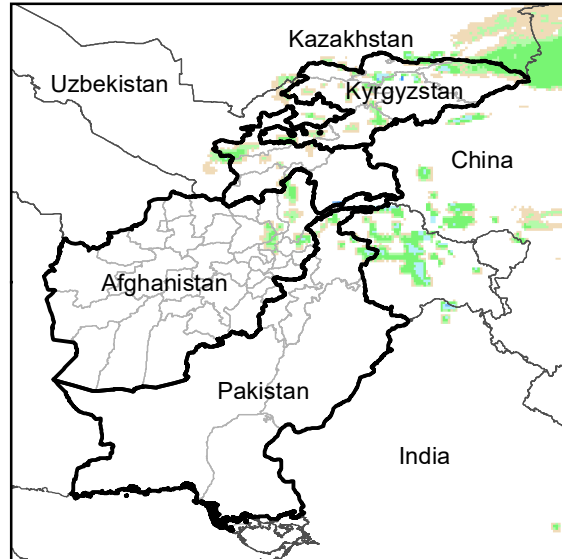 Kazakhstan
Uzbekistan
Kyrgyzstan
China
Afghanistan
Pakistan
India